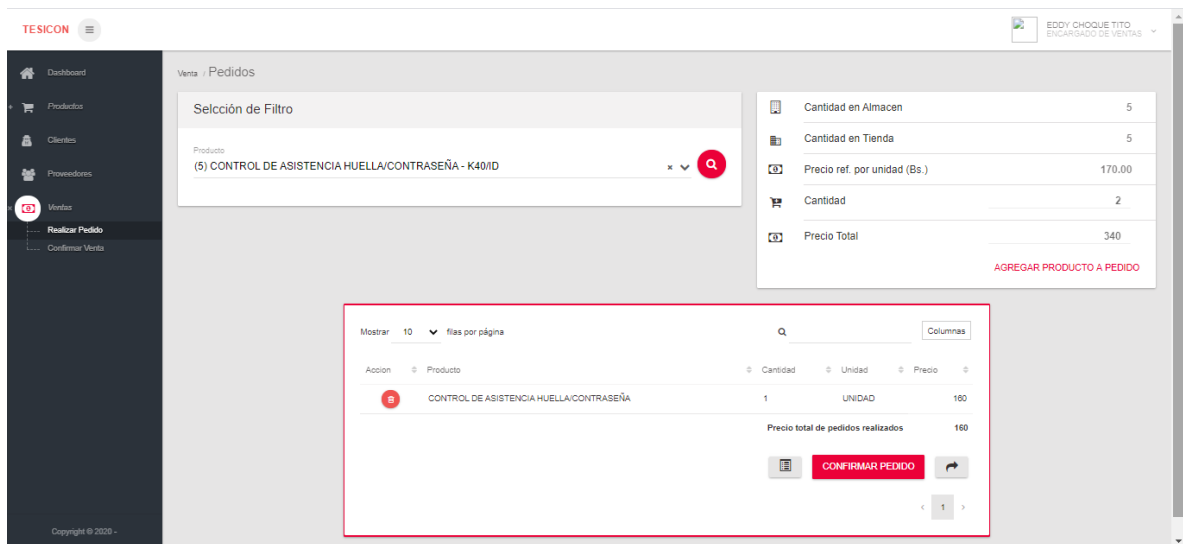 TESICON
EDDY CHOQUE TITO
ENCARGADO DE VENTAS
Dashboard
Productos
Clientes
Proveedores
Ventas
Realizar Pedido
Confirmar Venta
Copyright © 2020 -
Venta / Pedidos
Selcción de Filtro
Producto
(5) CONTROL DE ASISTENCIA HUELLA/CONTRASEÑA - K40/ID
Cantidad en Almacen 5
Cantidad en Tienda 5
Precio ref. por unidad (Bs.) 170.00
Cantidad 2
Precio Total 340
AGREGAR PRODUCTO A PEDIDO
Mostrar 10 filas por página
Columnas
Accion Producto Cantidad Unidad Precio
CONTROL DE ASISTENCIA HUELLA/CONTRASEÑA 1 UNIDAD 160
Precio total de pedidos realizados 160
CONFIRMAR PEDIDO
‹ 1 ›